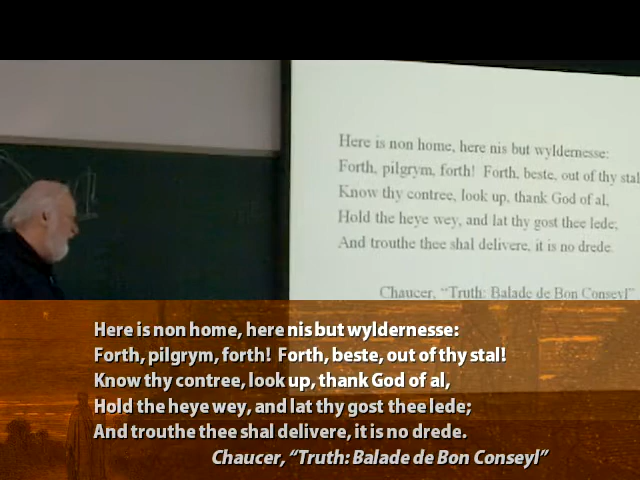 Here is non home, here nis but wyldernesse:
Forth, pilgrym, forth! Forth, beste, out of thy stal
Know thy contree, look up, thank God of al,
Hold the heye wey, and lat thy gost thee lede,
And trouthe thee shal delivere, it is no drede.
Chaucer, "Truth: Balade de Bon Conseyl"
Here is non home, here nis but wyldernesse:
Forth, pilgrym, forth! Forth, beste, out of thy stal!
Know thy contree, look up, thank God of al,
Hold the heye wey, and lat thy gost thee lede;
And trouthe thee shal delivere, it is no drede.
Chaucer, “Truth: Balade de Bon Conseyl”